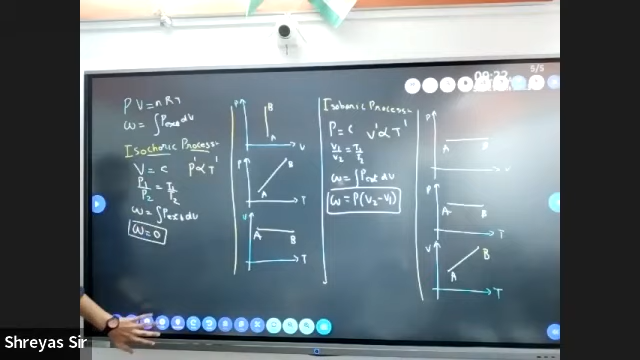 PV = nRT
ω = ∫Pext dV
Isochoric Process:-
V = C P' ∝ T'
P1/P2 = T1/T2
ω = ∫Pext dV
ω = 0
P
B
A
V
P
B
A
T
V
A
B
T
Isobaric Process:-
P = C V' ∝ T'
V1/V2 = T1/T2
ω = ∫Pext dV
ω = P(V2-V1)
5/5
P
A
B
P
A
B
T
V
B
A
T
Shreyas Sir